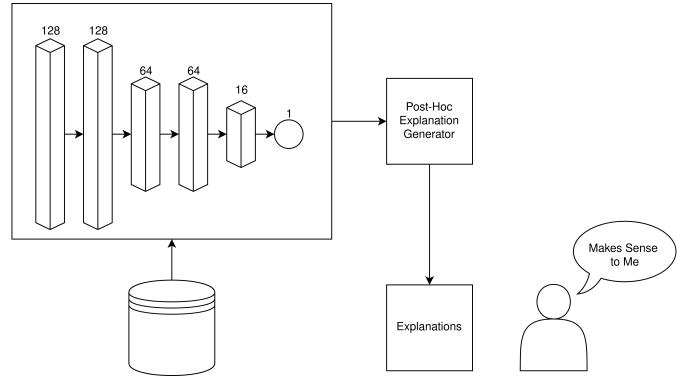 128
128
64
64
16
1
Post-Hoc
Explanation
Generator
Makes Sense
to Me
Explanations